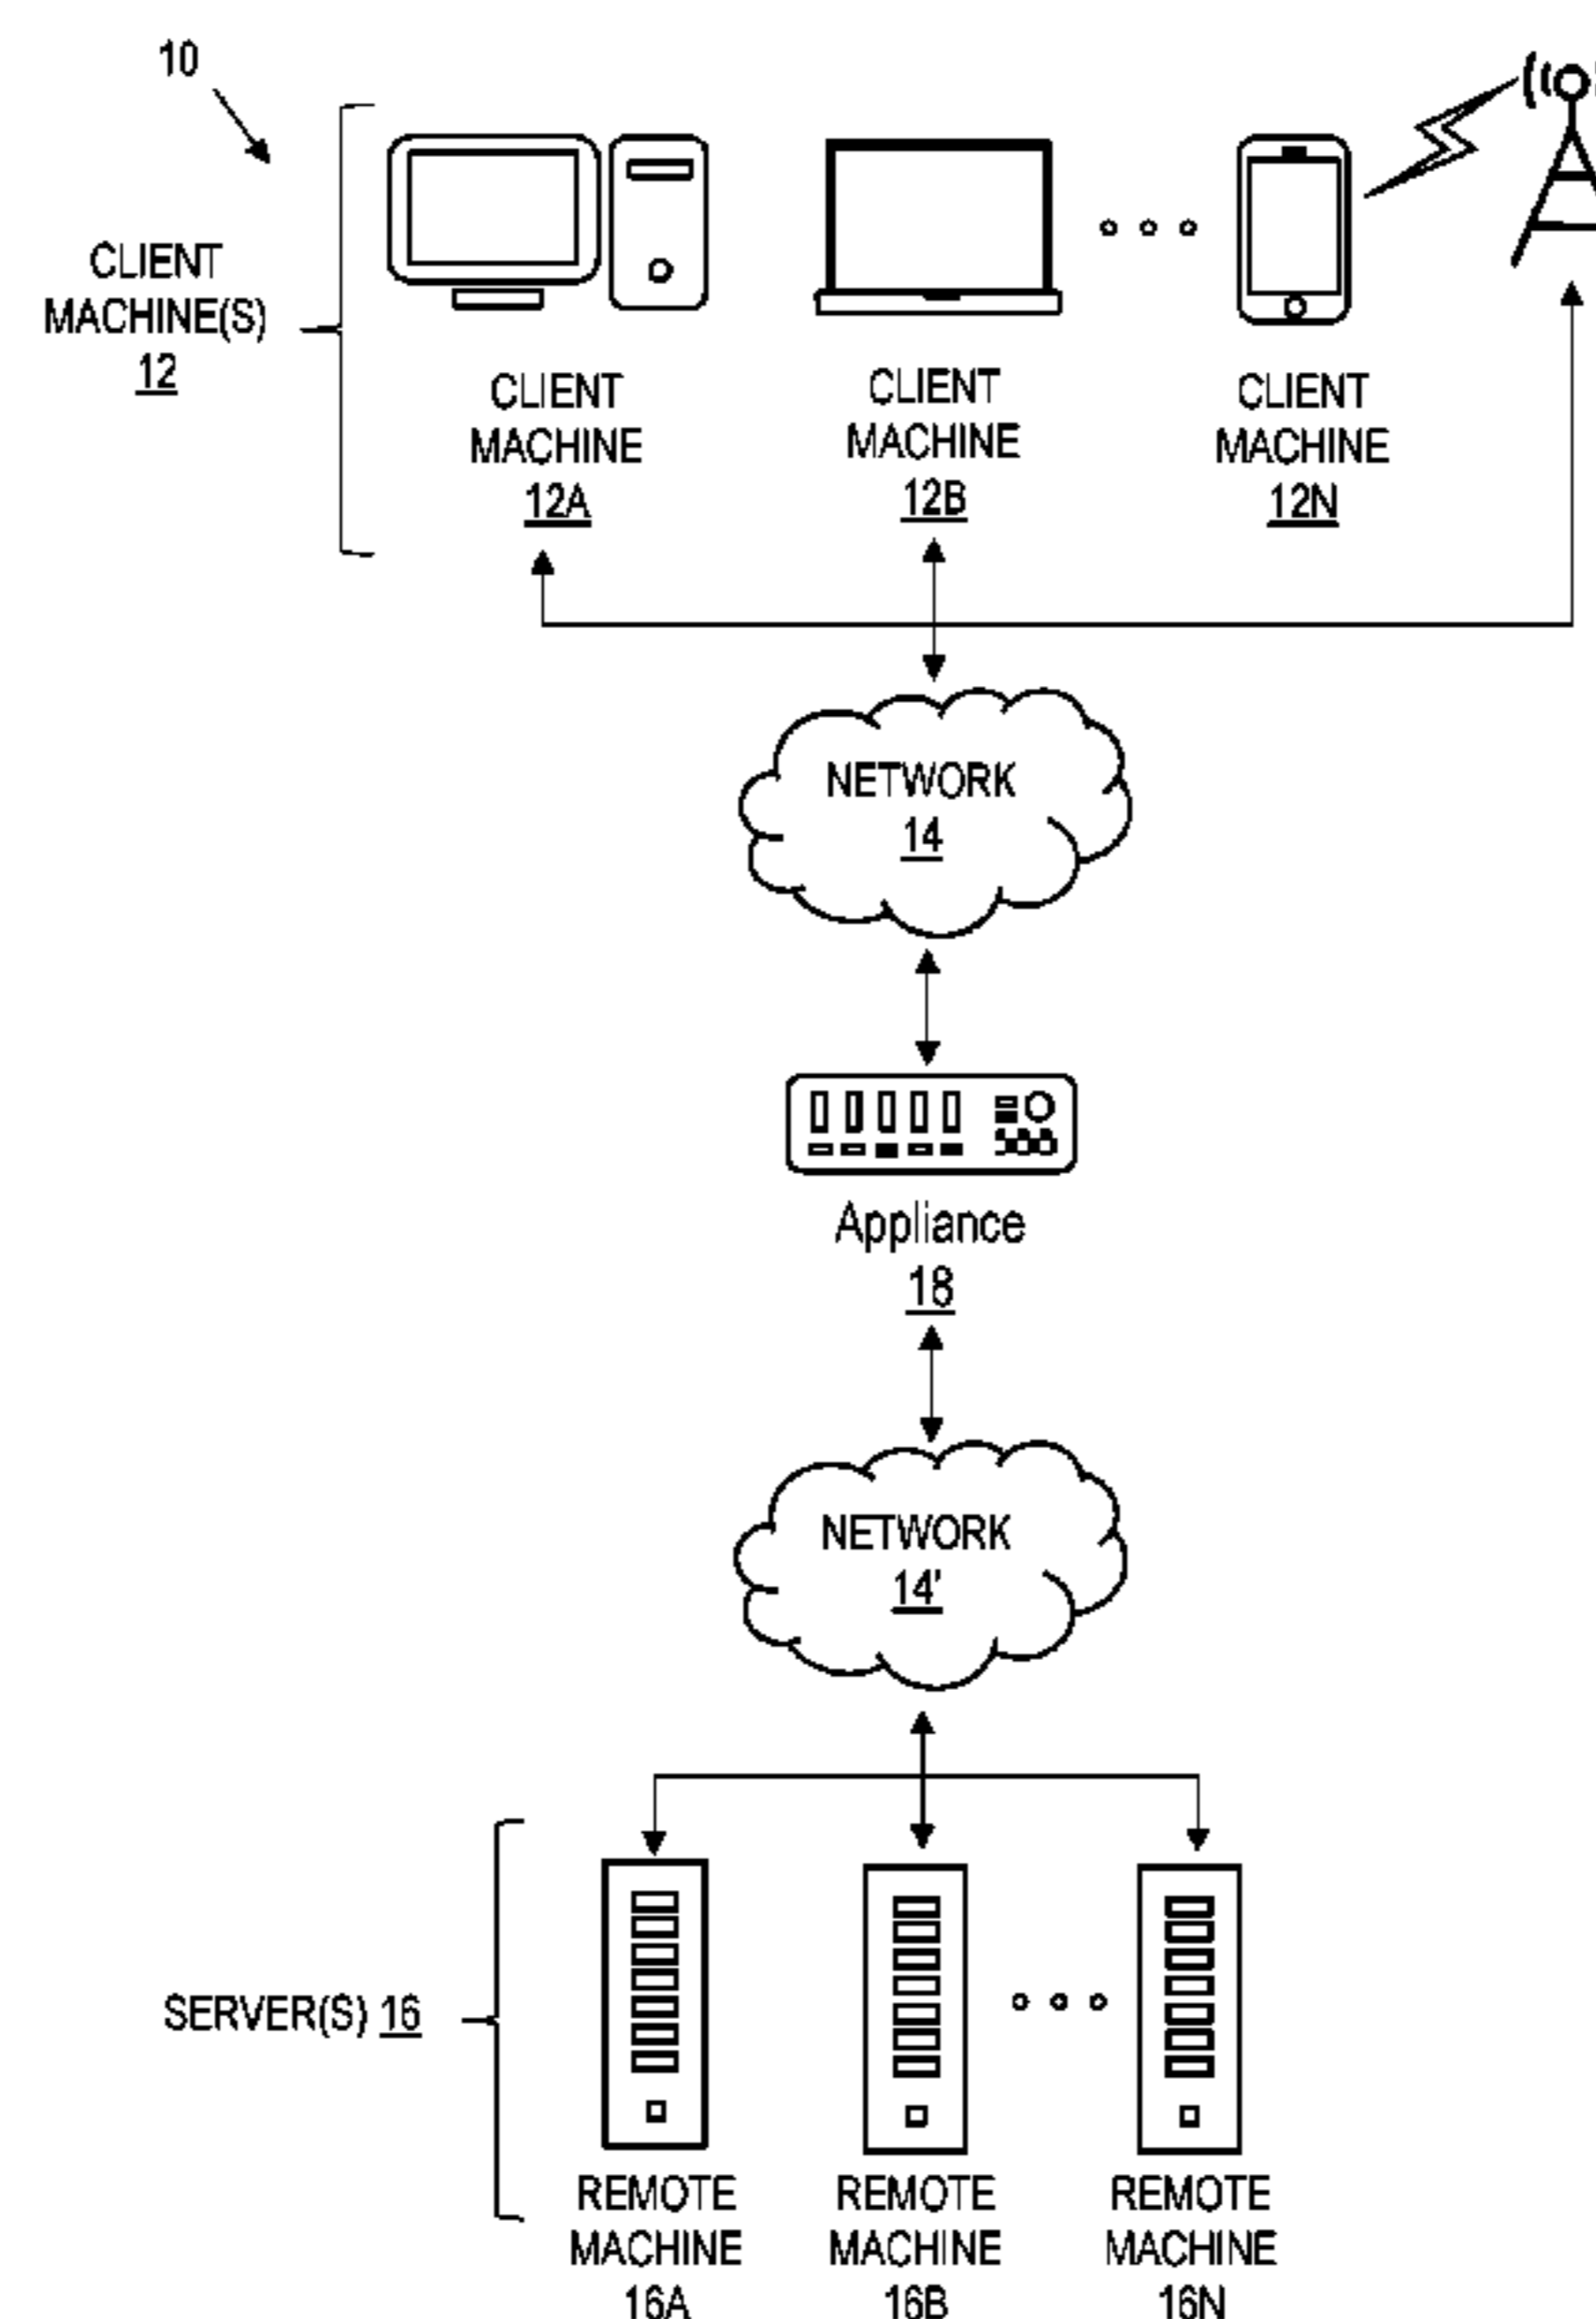 10
CLIENT
MACHINE(S)
12
CLIENT
MACHINE
12A
CLIENT
MACHINE
12B
CLIENT
MACHINE
12N
NETWORK
14
Appliance
18
NETWORK
14'
SERVER(S) 16
REMOTE
MACHINE
16A
REMOTE
MACHINE
16B
REMOTE
MACHINE
16N